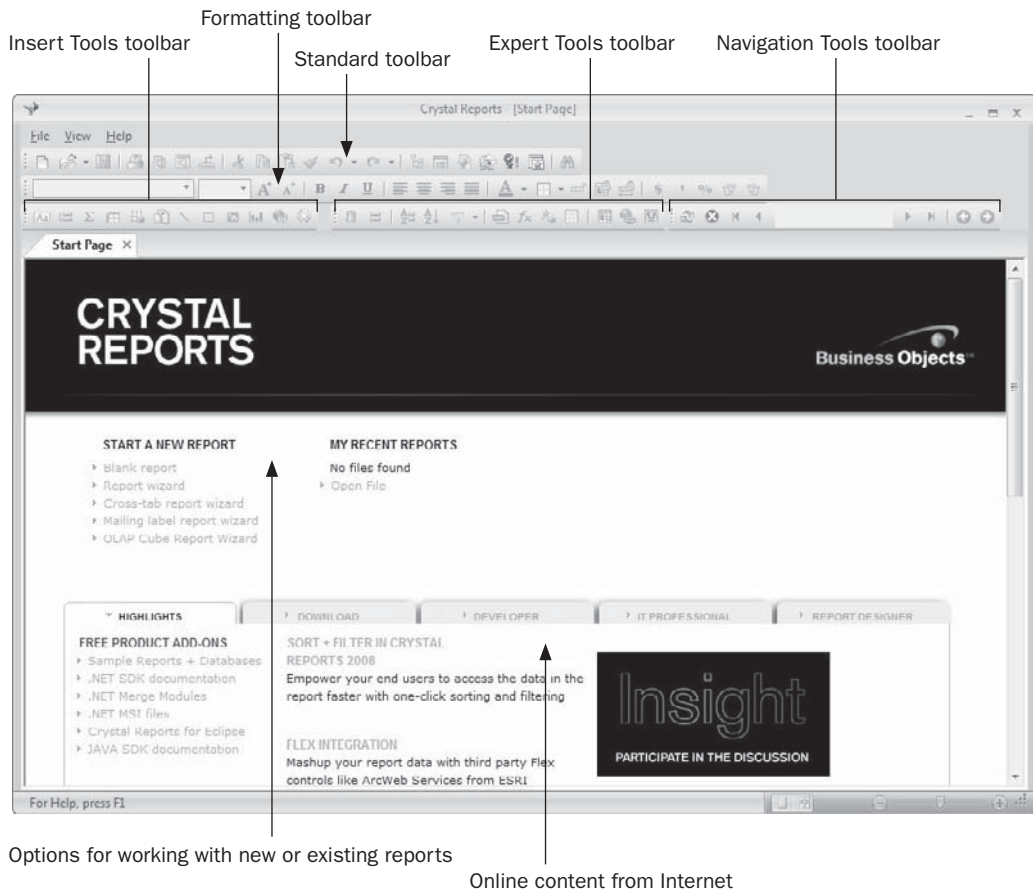 Formatting toolbar
Insert Tools toolbar
Expert Tools toolbar
Navigation Tools toolbar
Standard toolbar
Crystal Reports - [Start Page]
File View Help
Start Page
CRYSTAL
REPORTS
Business Objects™
START A NEW REPORT
Blank report
Report wizard
Cross-tab report wizard
Mailing label report wizard
OLAP Cube Report Wizard
MY RECENT REPORTS
No files found
Open File
HIGHLIGHTS
DOWNLOAD
DEVELOPER
IT PROFESSIONAL
REPORT DESIGNER
FREE PRODUCT ADD-ONS
Sample Reports + Databases
.NET SDK documentation
.NET Merge Modules
.NET MSI files
Crystal Reports for Eclipse
JAVA SDK documentation
SORT + FILTER IN CRYSTAL
REPORTS 2008
Empower your end users to access the data in the
report faster with one-click sorting and filtering
FLEX INTEGRATION
Mashup your report data with third party Flex
controls like ArcWeb Services from ESRI
Insight
PARTICIPATE IN THE DISCUSSION
For Help, press F1
Options for working with new or existing reports
Online content from Internet